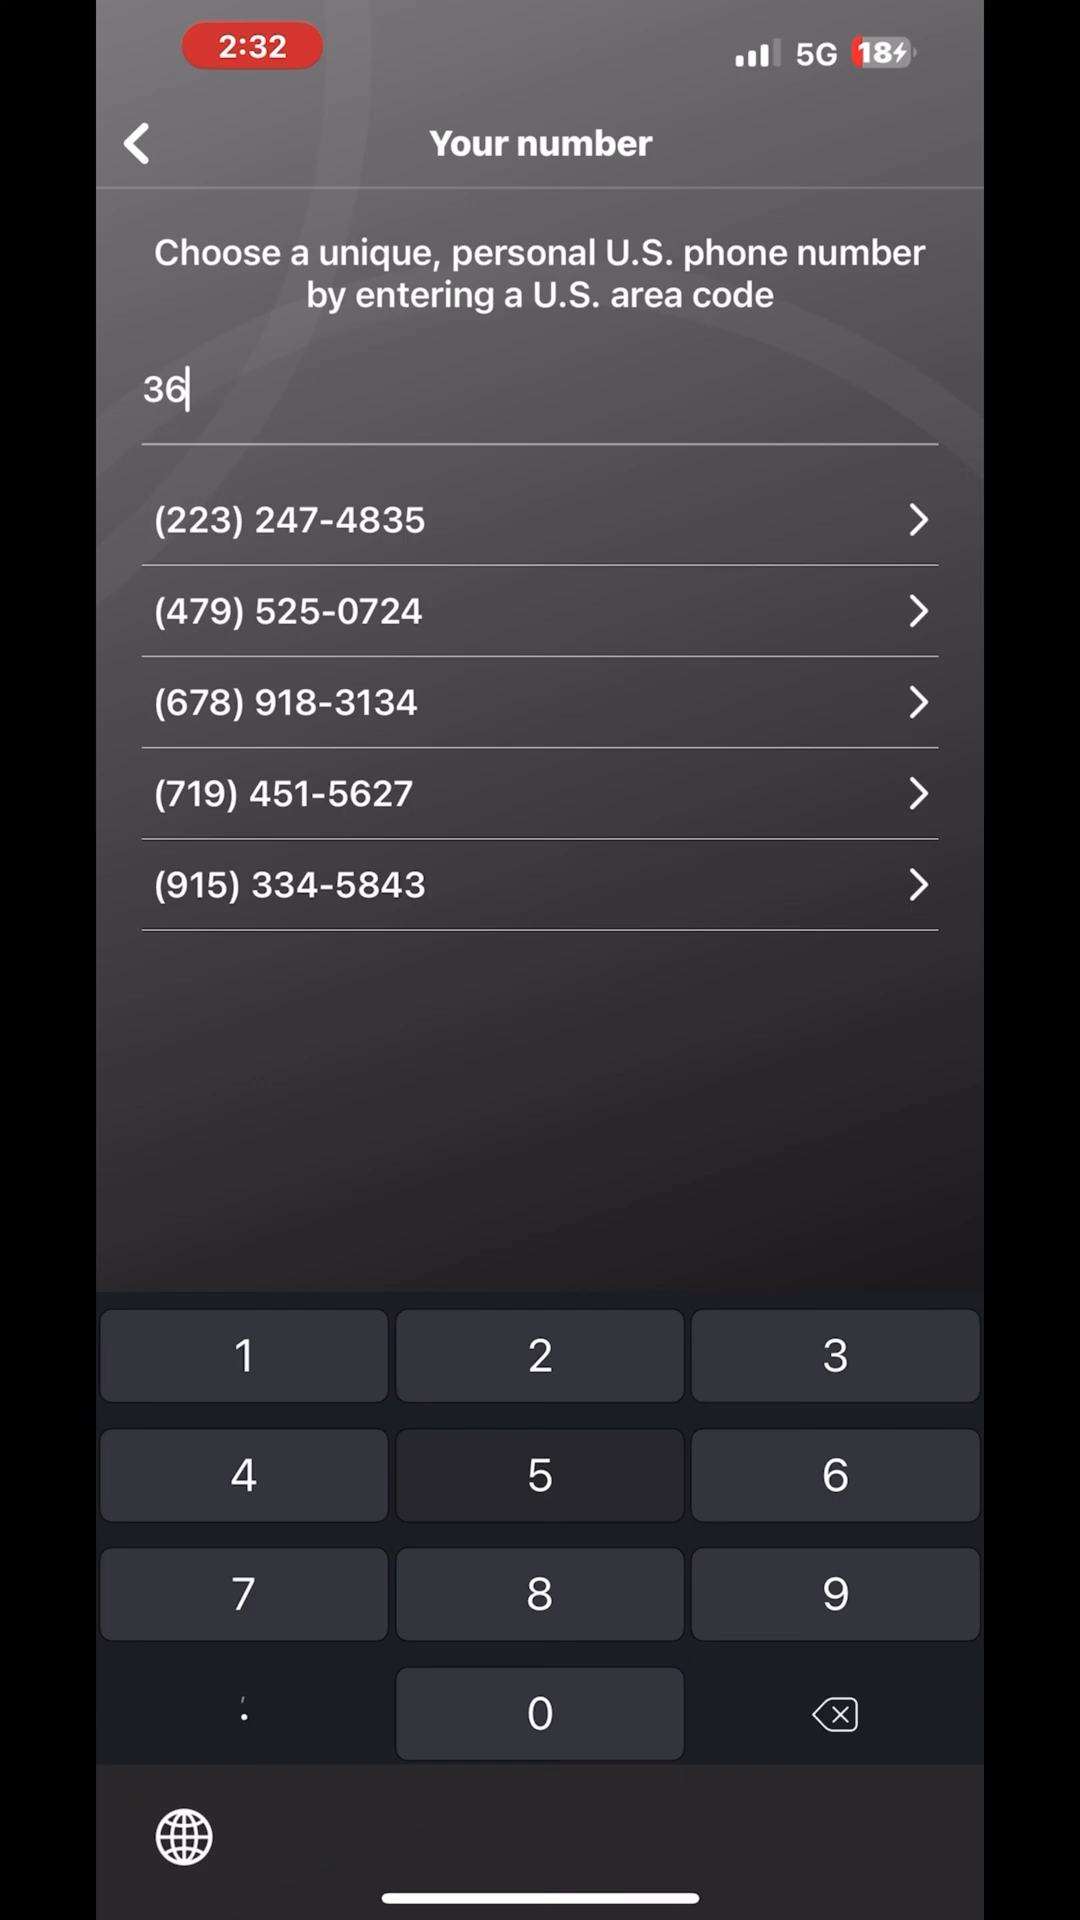 2:32
5G 18
Your number
Choose a unique, personal U.S. phone number
by entering a U.S. area code
36
(223) 247-4835
(479) 525-0724
(678) 918-3134
(719) 451-5627
(915) 334-5843
1 2 3
4 5 6
7 8 9
. 0